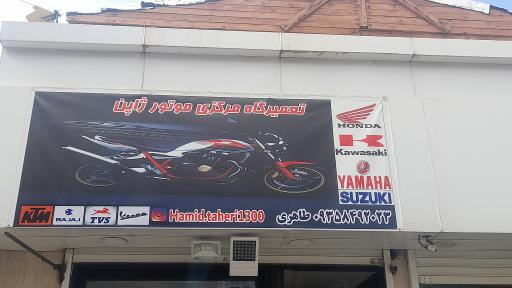 تعمیرگاه مرکزی موتور ژاپن
HONDA
Kawasaki
YAMAHA
SUZUKI
KTM
BAJAJ
TVS
Vespa
Hamid.taheri1300
۰۹۳۵۸۴۹۲۰۲۳ طاهری